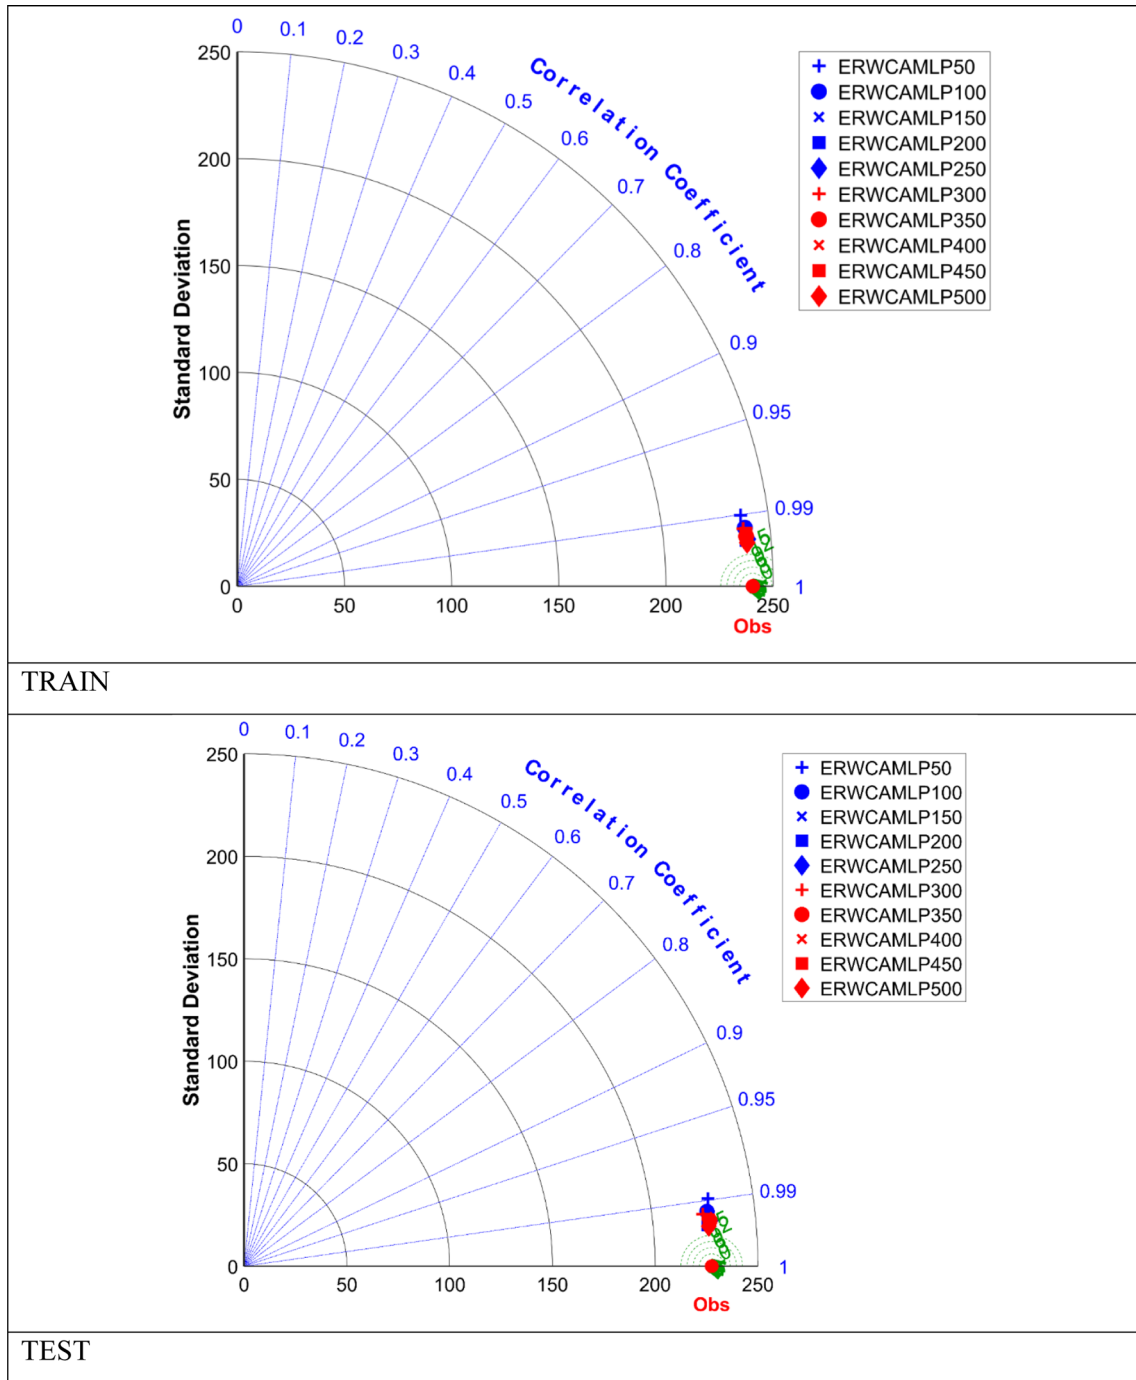 0
0.1
0.2
0.3
0.4
0.5
0.6
0.7
0.8
0.9
0.95
0.99
1
Correlation Coefficient
Standard Deviation
250
200
150
100
50
0
0
50
100
150
200
250
Obs
ERWCAMLP50
ERWCAMLP100
ERWCAMLP150
ERWCAMLP200
ERWCAMLP250
ERWCAMLP300
ERWCAMLP350
ERWCAMLP400
ERWCAMLP450
ERWCAMLP500
TRAIN
0
0.1
0.2
0.3
0.4
0.5
0.6
0.7
0.8
0.9
0.95
0.99
1
Correlation Coefficient
Standard Deviation
250
200
150
100
50
0
0
50
100
150
200
250
Obs
ERWCAMLP50
ERWCAMLP100
ERWCAMLP150
ERWCAMLP200
ERWCAMLP250
ERWCAMLP300
ERWCAMLP350
ERWCAMLP400
ERWCAMLP450
ERWCAMLP500
TEST